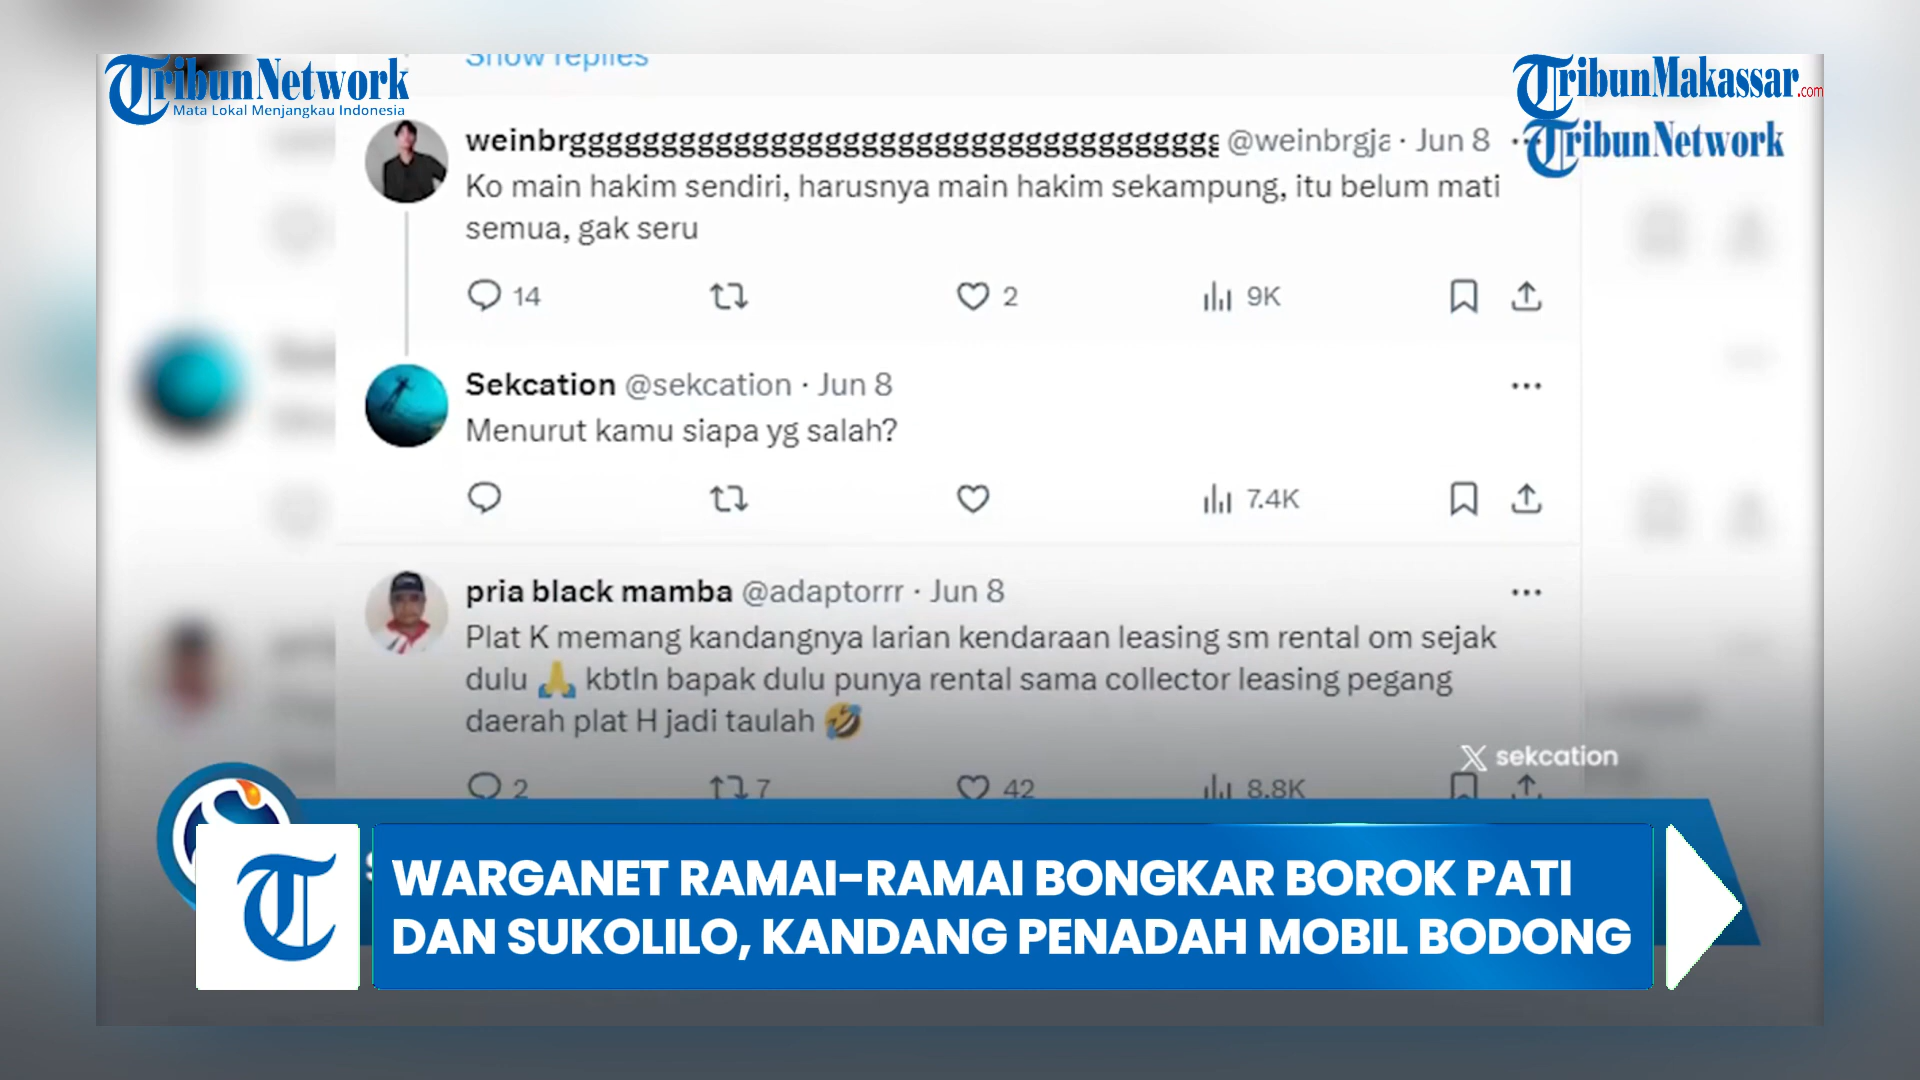 Show replies
TribunNetwork
Mata Lokal Menjangkau Indonesia
TribunMakassar.com
TribunNetwork
weinbrgggggggggggggggggggggggggggggggggggg @weinbrgja · Jun 8
Ko main hakim sendiri, harusnya main hakim sekampung, itu belum mati
semua, gak seru
14 2 9K
Sekcation @sekcation · Jun 8
Menurut kamu siapa yg salah?
7.4K
pria black mamba @adaptorrr · Jun 8
Plat K memang kandangnya larian kendaraan leasing sm rental om sejak
dulu 🙏 kbtln bapak dulu punya rental sama collector leasing pegang
daerah plat H jadi taulah 🤣
2 7 42 8.8K
X sekcation
WARGANET RAMAI-RAMAI BONGKAR BOROK PATI
DAN SUKOLILO, KANDANG PENADAH MOBIL BODONG